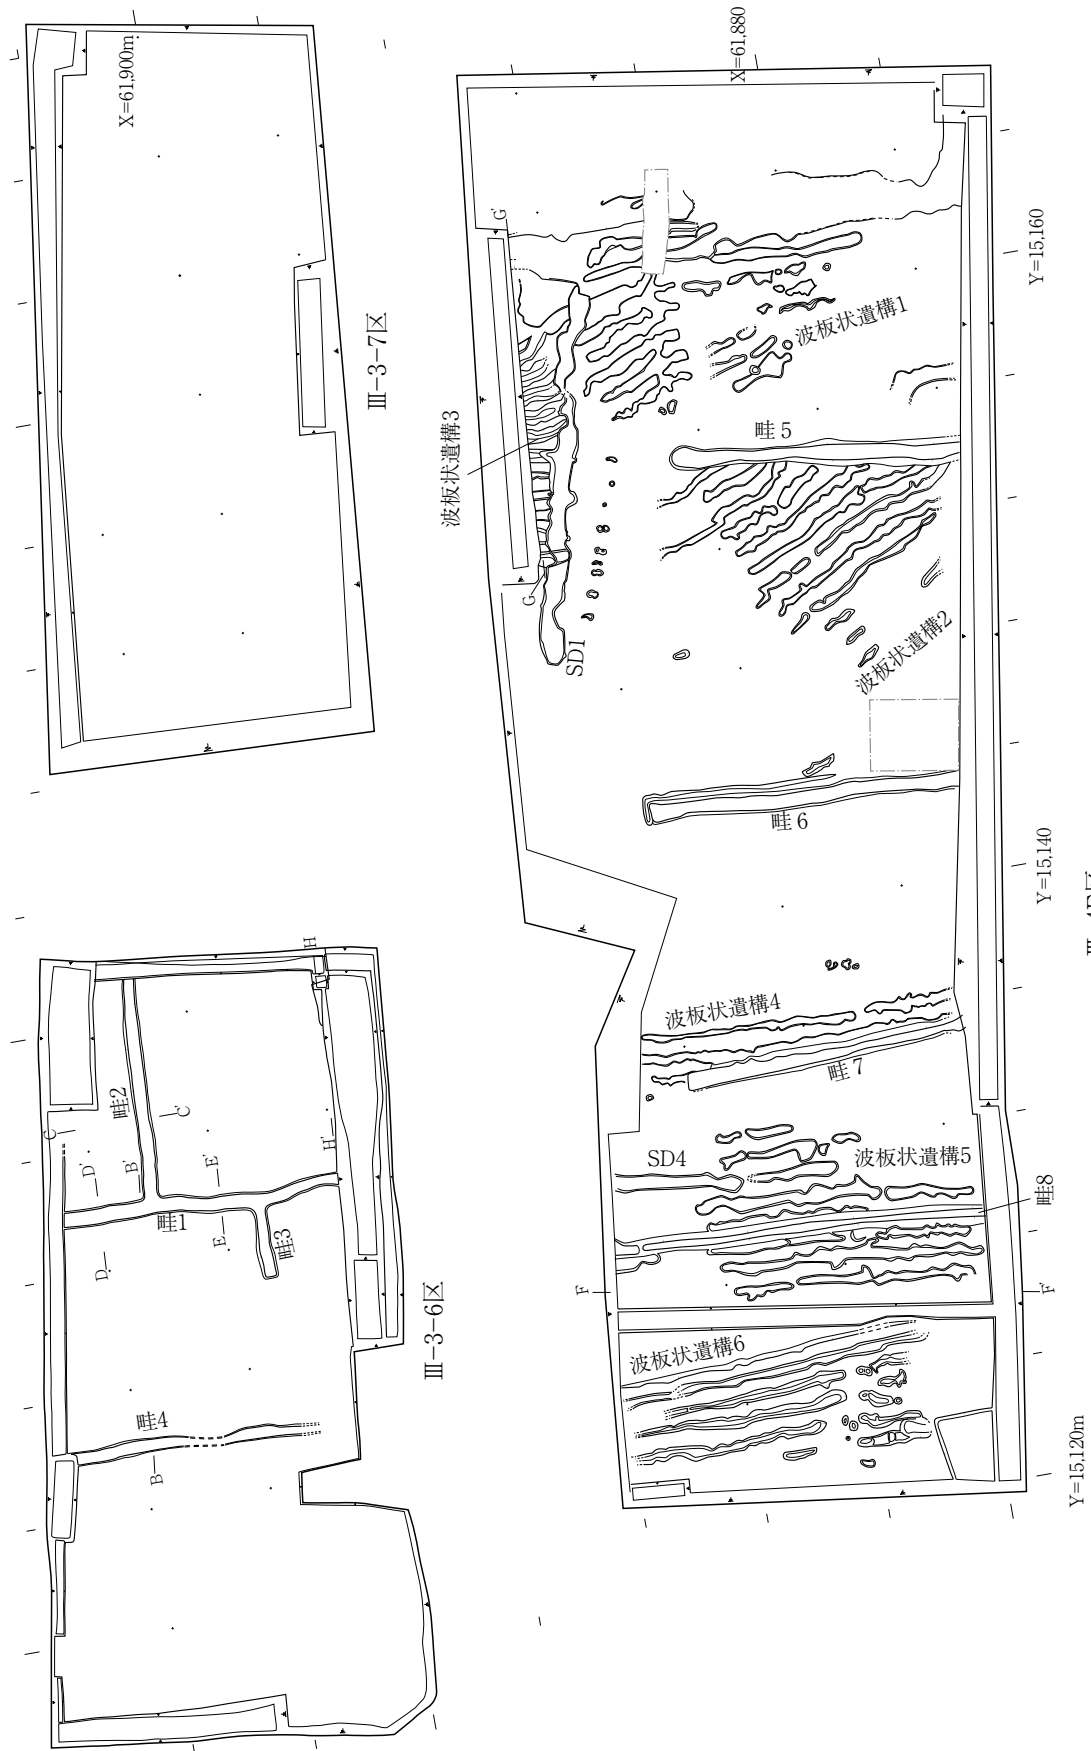 X=61,900m
X=61,880
Ⅲ-3-7区
Y=15,160
G'
波板状遺構1
波板状遺構3
畦5
G
SD1
波板状遺構2
畦6
Y=15,140
H
波板状遺構4
畦7
畦2
C'
C
D'
B'
E'
H'
SD4
波板状遺構5
畦8
畦1
E
畦3
D
F
F'
Ⅲ-3-6区
波板状遺構6
畦4
B
Y=15,120m